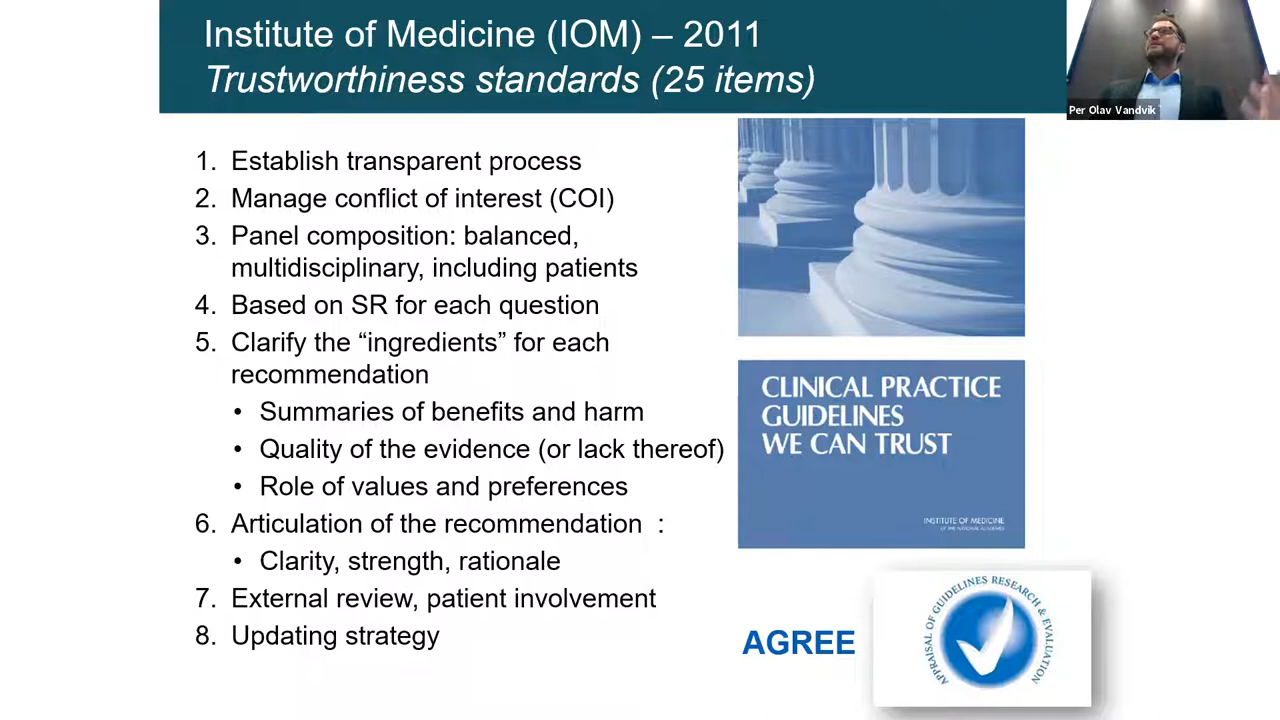 Institute of Medicine (IOM) – 2011
Trustworthiness standards (25 items)
Per Olav Vandvik
1. Establish transparent process
2. Manage conflict of interest (COI)
3. Panel composition: balanced,
multidisciplinary, including patients
4. Based on SR for each question
5. Clarify the “ingredients” for each
recommendation
• Summaries of benefits and harm
• Quality of the evidence (or lack thereof)
• Role of values and preferences
6. Articulation of the recommendation :
• Clarity, strength, rationale
7. External review, patient involvement
8. Updating strategy
CLINICAL PRACTICE
GUIDELINES
WE CAN TRUST
INSTITUTE OF MEDICINE
OF THE NATIONAL ACADEMIES
AGREE
APPRAISAL OF GUIDELINES RESEARCH & EVALUATION